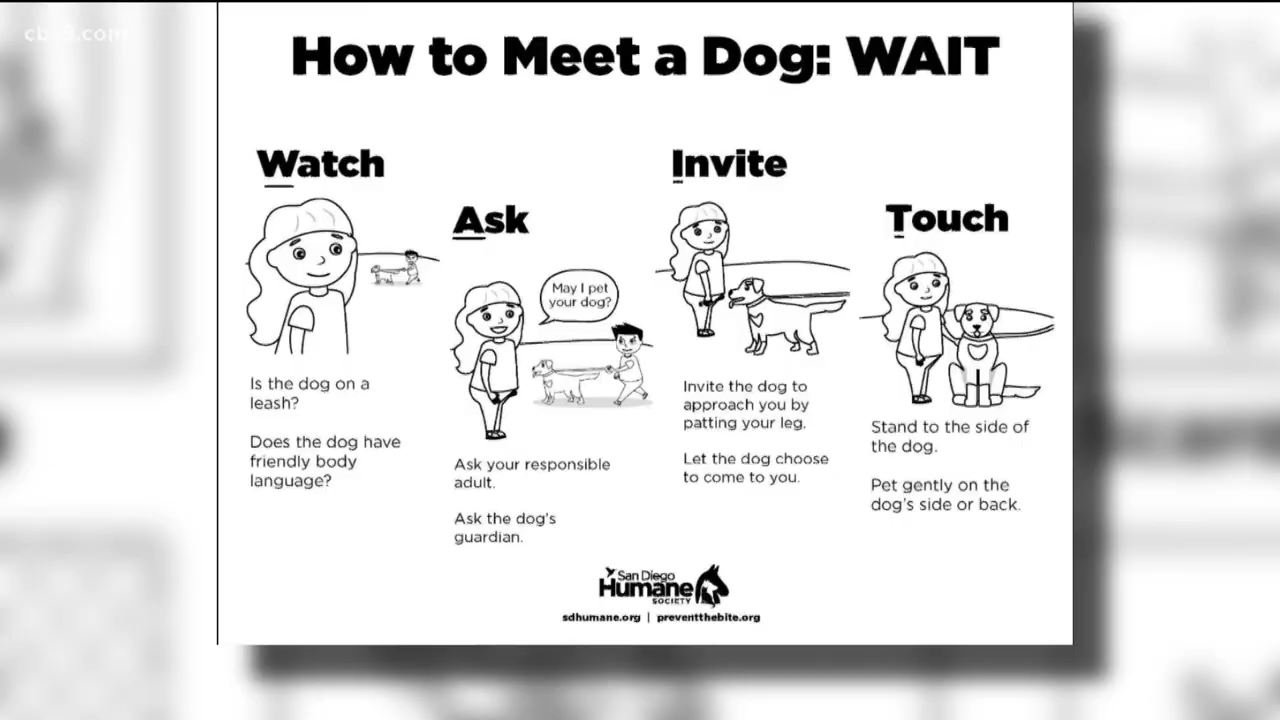 How to Meet a Dog: WAIT
Watch
Is the dog on a
leash?
Does the dog have
friendly body
language?
Ask
May I pet
your dog?
Ask your responsible
adult.
Ask the dog's
guardian.
Invite
Invite the dog to
approach you by
patting your leg.
Let the dog choose
to come to you.
Touch
Stand to the side of
the dog.
Pet gently on the
dog's side or back.
San Diego
Humane
SOCIETY
sdhumane.org | preventthebite.org